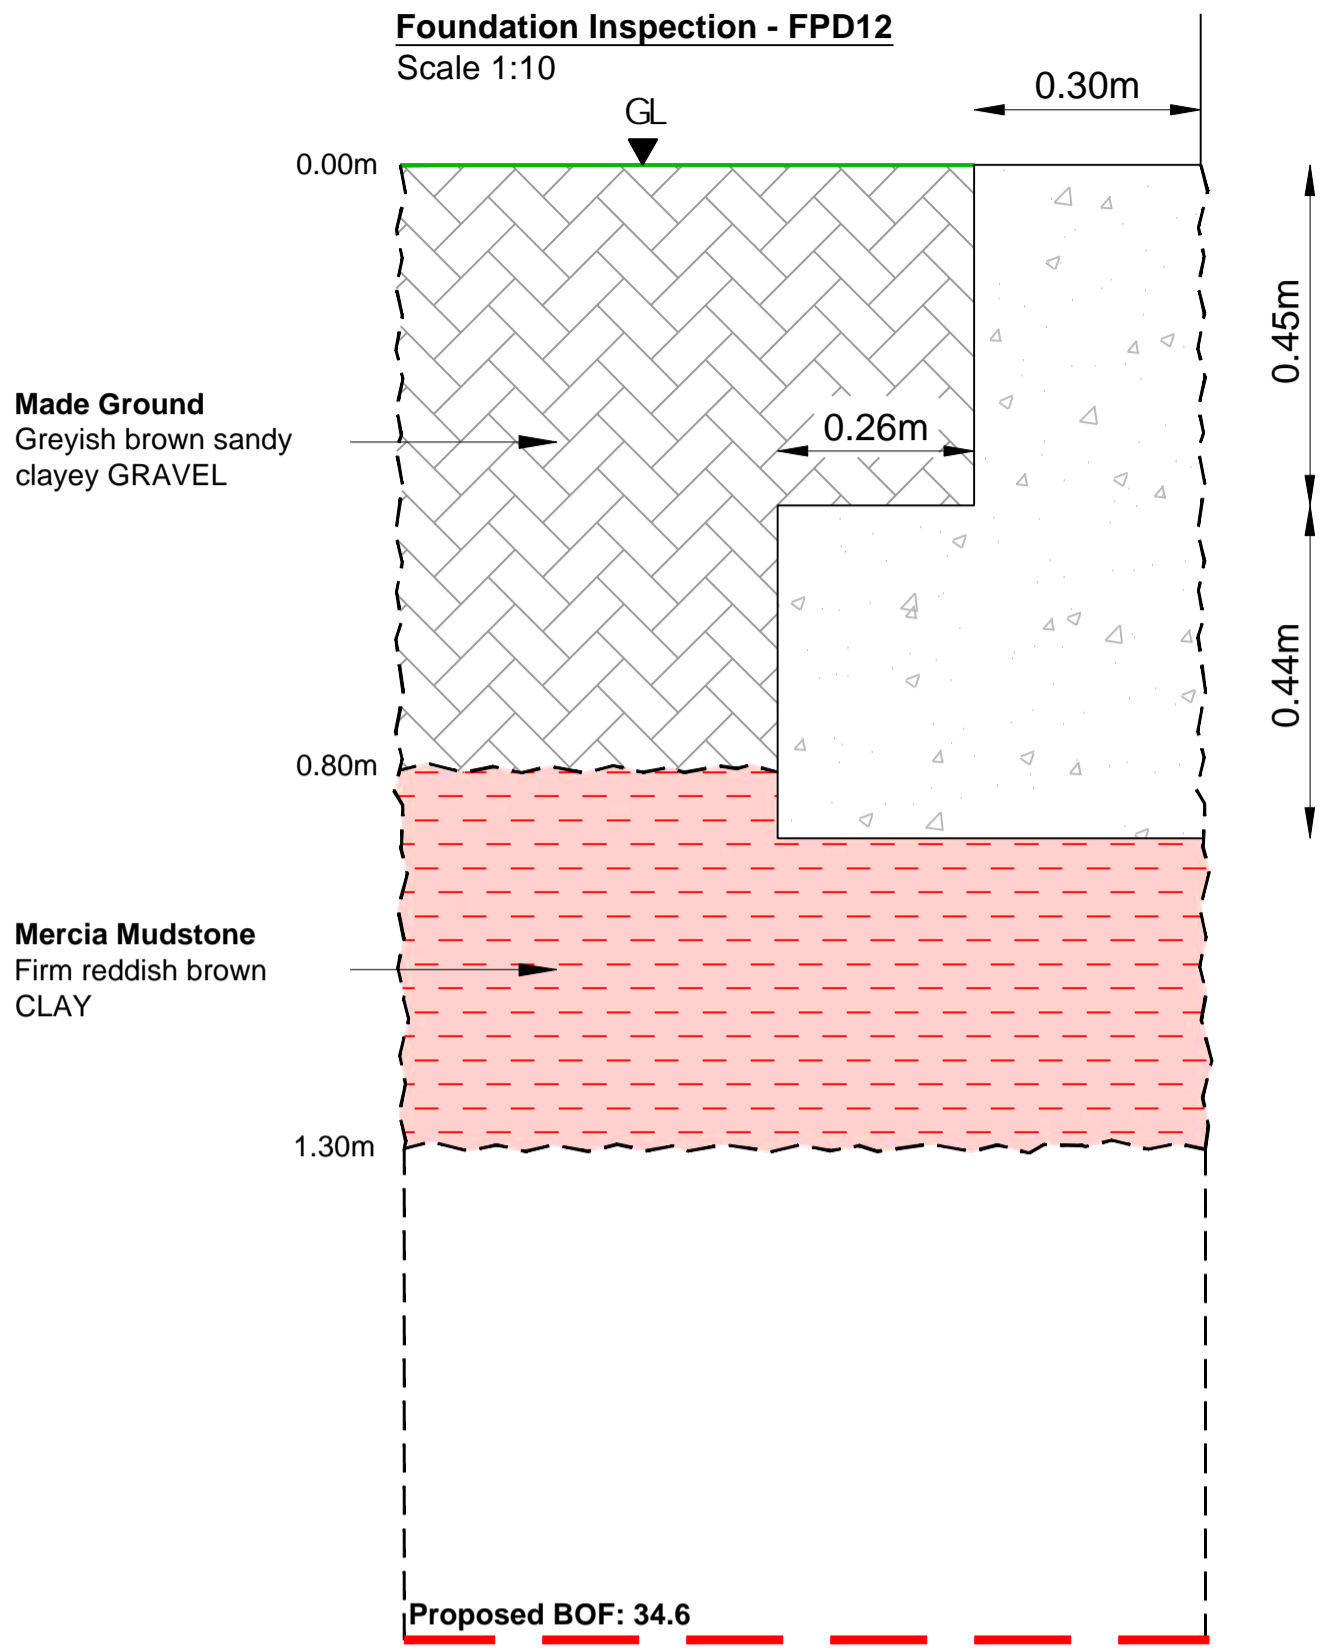 Foundation Inspection - FPD12
Scale 1:10
0.30m
GL
0.00m
0.45m
Made Ground
Greyish brown sandy
clayey GRAVEL
0.26m
0.44m
0.80m
Mercia Mudstone
Firm reddish brown
CLAY
1.30m
Proposed BOF: 34.6